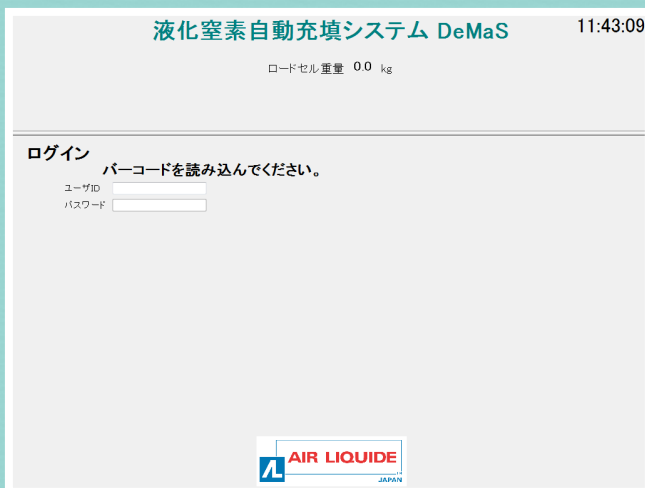 液化窒素自動充填システム DeMaS 11:43:09
ロードセル重量 0.0 kg
ログイン
バーコードを読み込んでください。
ユーザID
パスワード
AIR LIQUIDE
JAPAN